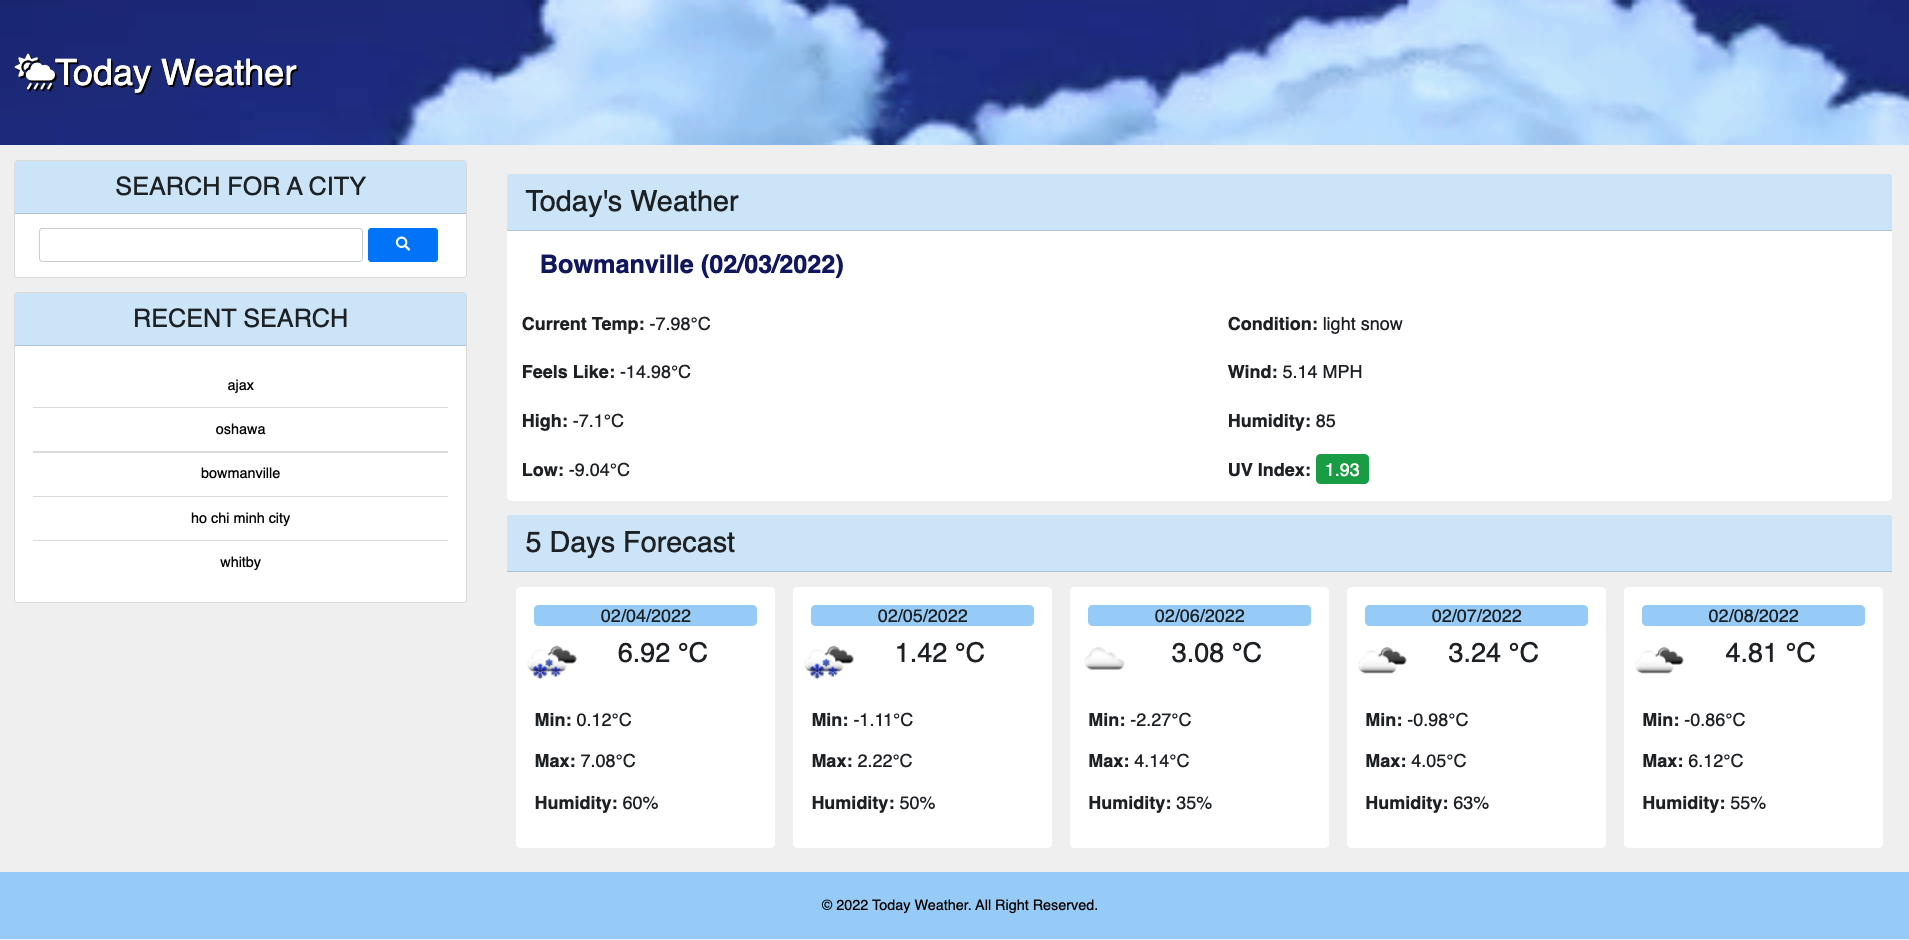 Today Weather
SEARCH FOR A CITY
RECENT SEARCH
ajax
oshawa
bowmanville
ho chi minh city
whitby
Today's Weather
Bowmanville (02/03/2022)
Current Temp: -7.98°C
Feels Like: -14.98°C
High: -7.1°C
Low: -9.04°C
Condition: light snow
Wind: 5.14 MPH
Humidity: 85
UV Index: 1.93
5 Days Forecast
02/04/2022
6.92 °C
Min: 0.12°C
Max: 7.08°C
Humidity: 60%
02/05/2022
1.42 °C
Min: -1.11°C
Max: 2.22°C
Humidity: 50%
02/06/2022
3.08 °C
Min: -2.27°C
Max: 4.14°C
Humidity: 35%
02/07/2022
3.24 °C
Min: -0.98°C
Max: 4.05°C
Humidity: 63%
02/08/2022
4.81 °C
Min: -0.86°C
Max: 6.12°C
Humidity: 55%
© 2022 Today Weather. All Right Reserved.